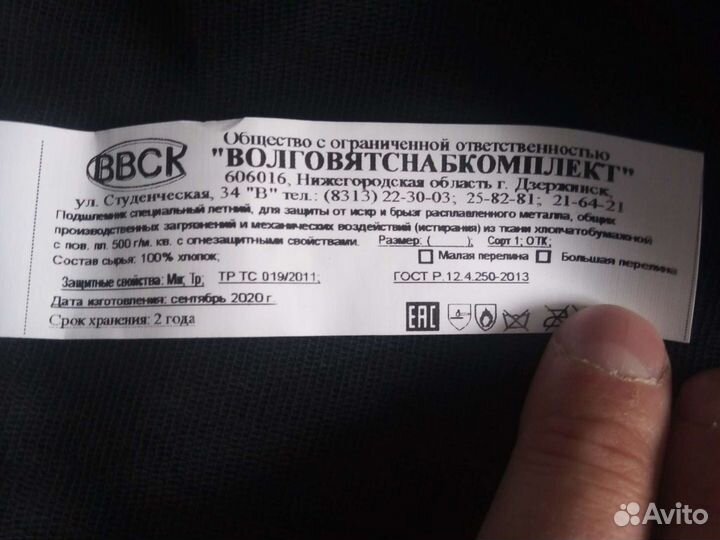 ВВСК
Общество с ограниченной ответственностью
"ВОЛГОВЯТСНАБКОМПЛЕКТ"
606016, Нижегородская область г. Дзержинск,
ул. Студенческая, 34 "В" тел.: (8313) 22-30-03; 25-82-81; 21-64-21
Подшлемник специальный летний, для защиты от искр и брызг расплавленного металла, общих
производственных загрязнений и механических воздействий (истирания) из ткани хлопчатобумажной
с пов. пл. 500 г/м. кв. с огнезащитными свойствами. Размер: ( ); Сорт 1; ОТК;
Состав сырья: 100% хлопок; Малая перелина Большая перелина
Защитные свойства: Ми; Тр; ТР ТС 019/2011; ГОСТ Р. 12.4.250-2013
Дата изготовления: сентябрь 2020 г.
Срок хранения: 2 года
EAC
Avito